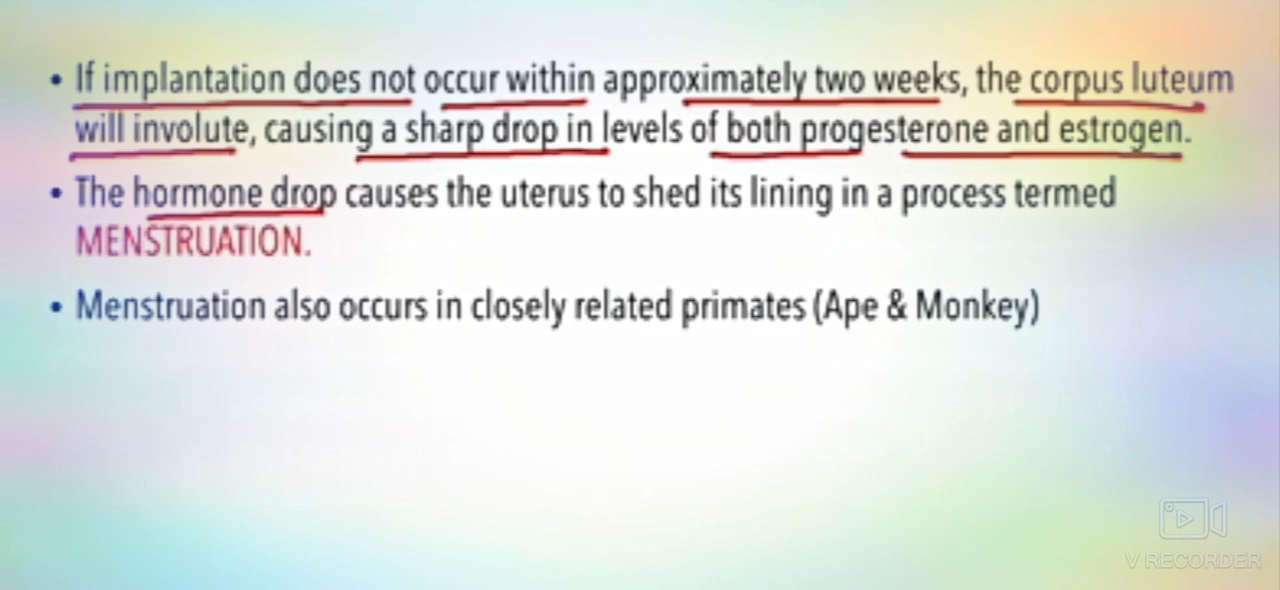 • If implantation does not occur within approximately two weeks, the corpus luteum
will involute, causing a sharp drop in levels of both progesterone and estrogen.
• The hormone drop causes the uterus to shed its lining in a process termed
MENSTRUATION.
• Menstruation also occurs in closely related primates (Ape & Monkey)
V RECORDER